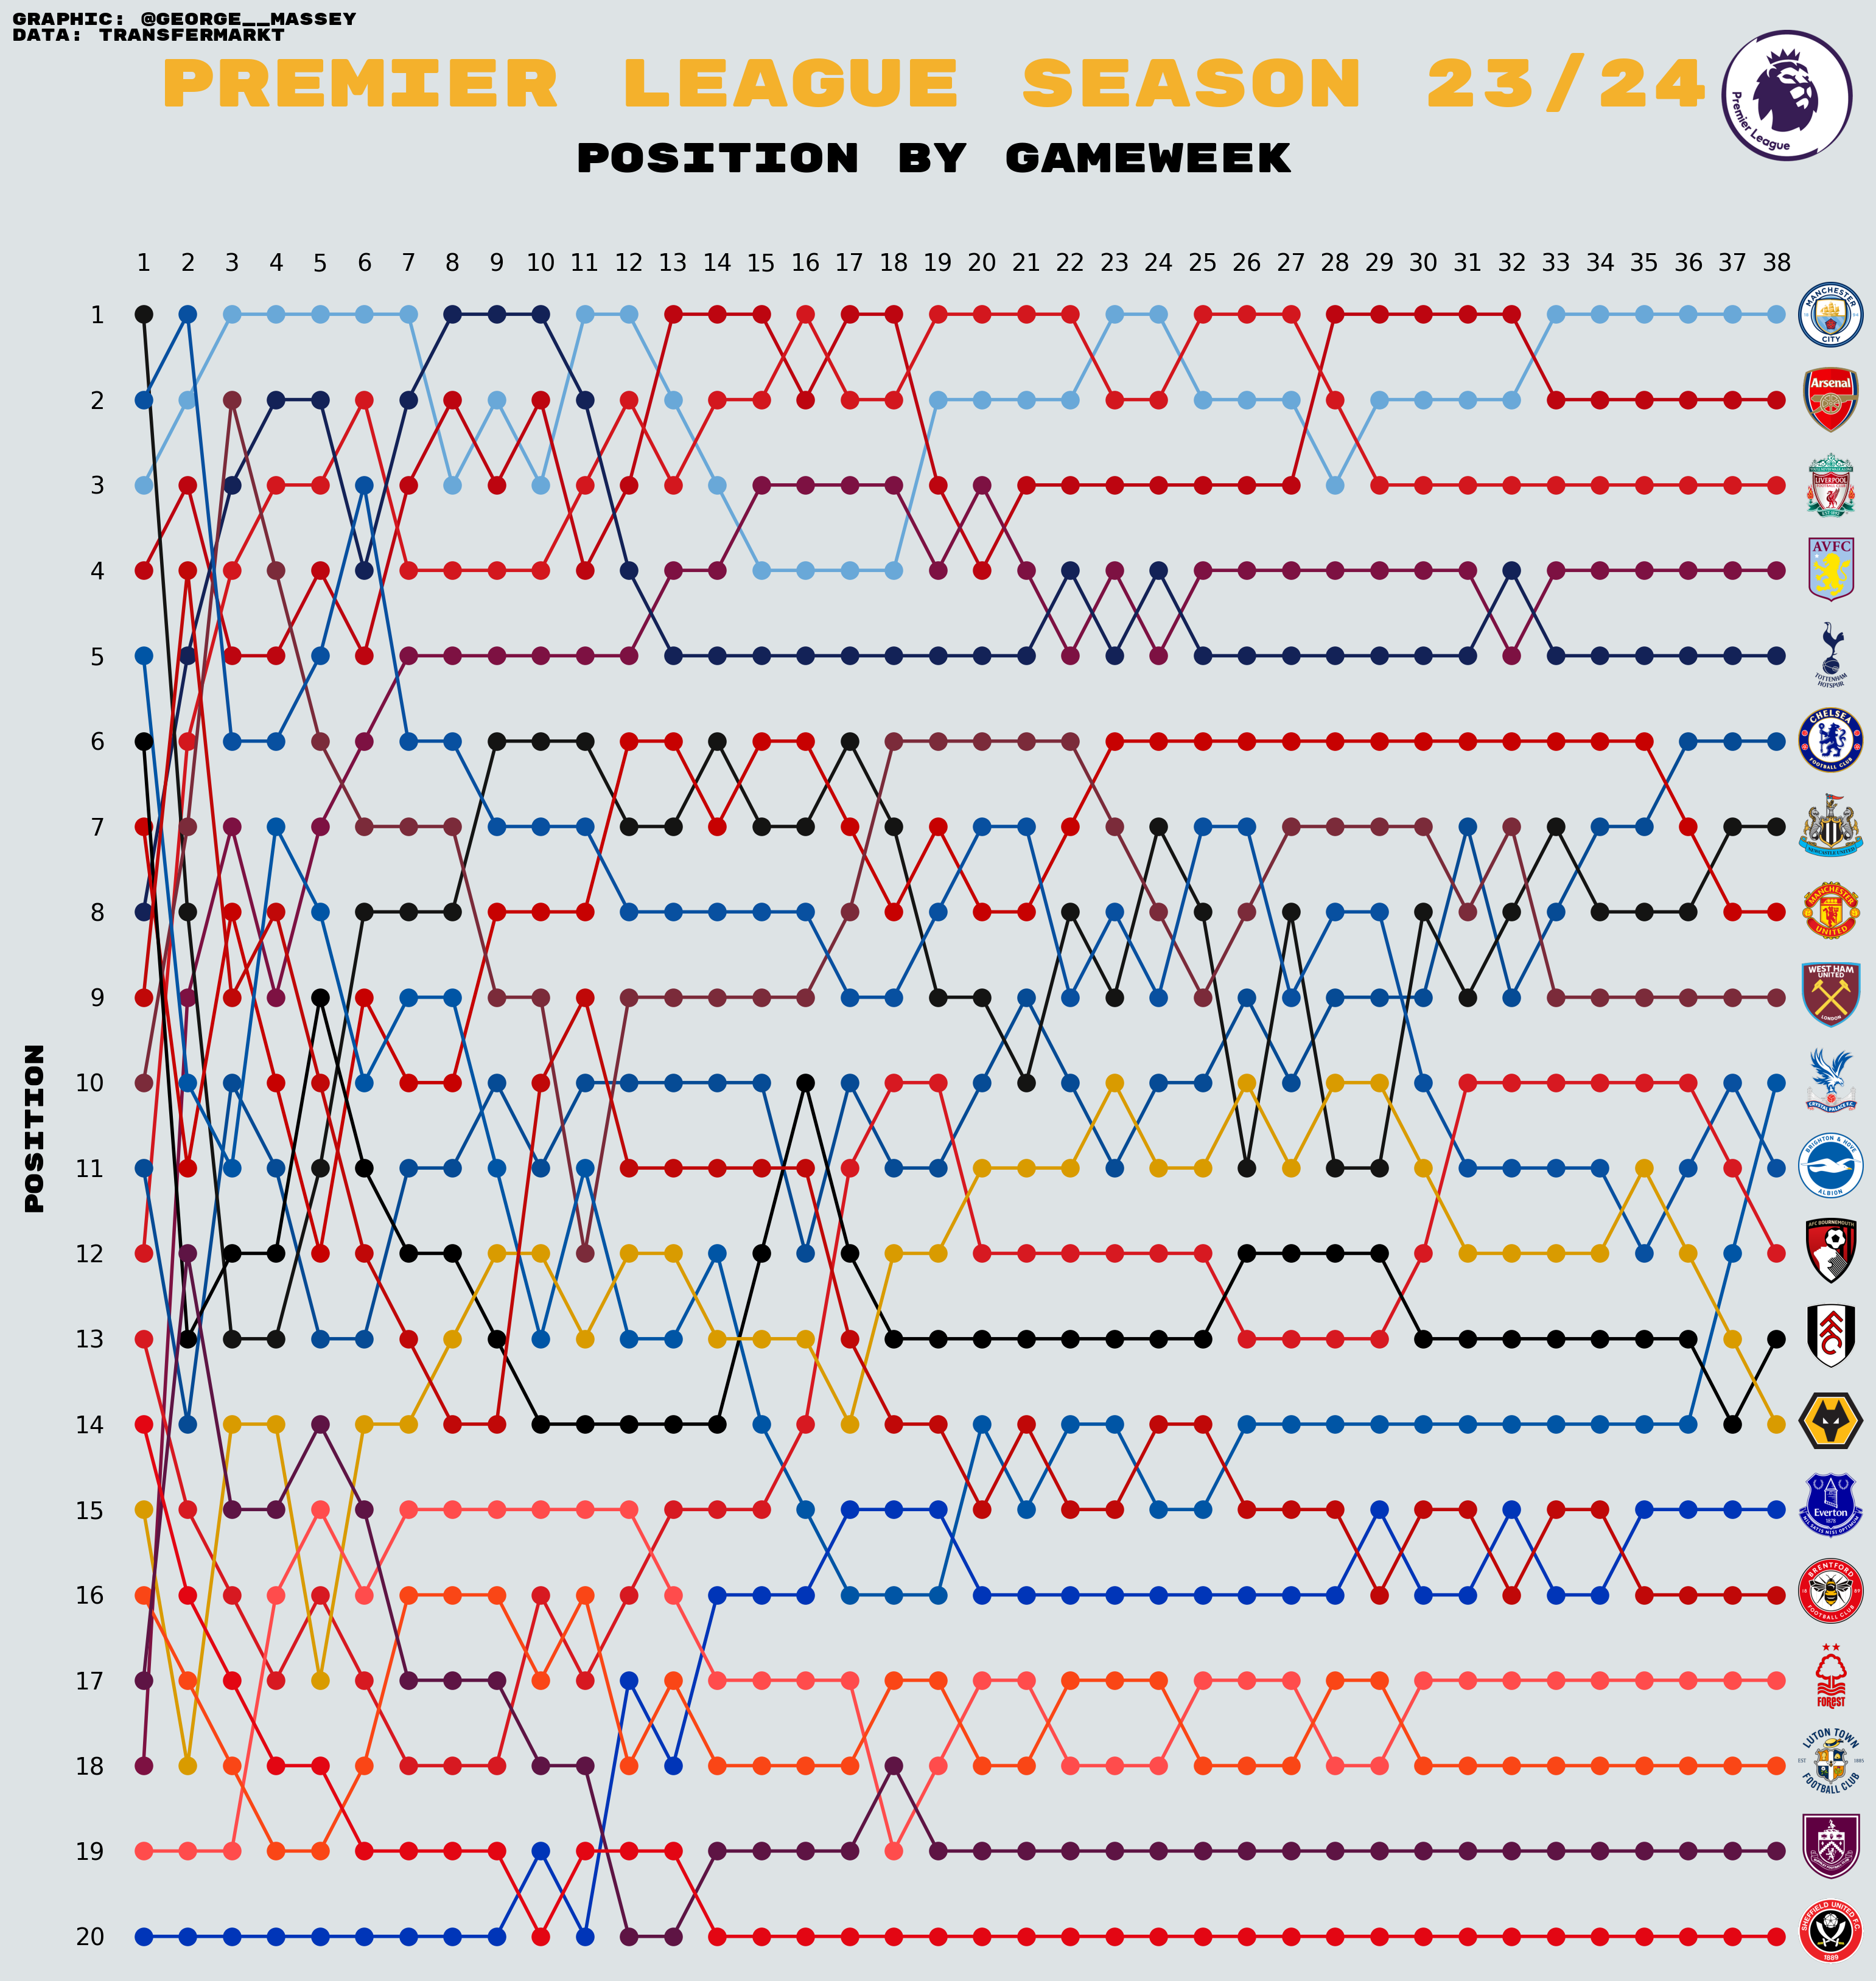 GRAPHIC: @GEORGE__MASSEY
DATA: TRANSFERMARKT
PREMIER LEAGUE SEASON 23/24
Premier League
POSITION BY GAMEWEEK
1 2 3 4 5 6 7 8 9 10 11 12 13 14 15 16 17 18 19 20 21 22 23 24 25 26 27 28 29 30 31 32 33 34 35 36 37 38
1
MANCHESTER CITY
2
Arsenal
3
LIVERPOOL
4
AVFC
5
TOTTENHAM
HOTSPUR
6
CHELSEA
FOOTBALL CLUB
7
NEWCASTLE UNITED
8
MANCHESTER
UNITED
9
WEST HAM
UNITED
LONDON
POSITION
10
CRYSTAL PALACE F.C.
11
BRIGHTON & HOVE
ALBION
12
AFC BOURNEMOUTH
13
14
15
Everton
1878
16
BRENTFORD
FOOTBALL CLUB
17
FOREST
18
LUTON TOWN
EST 1885
FOOTBALL CLUB
19
20
SHEFFIELD UNITED F.C.
1889